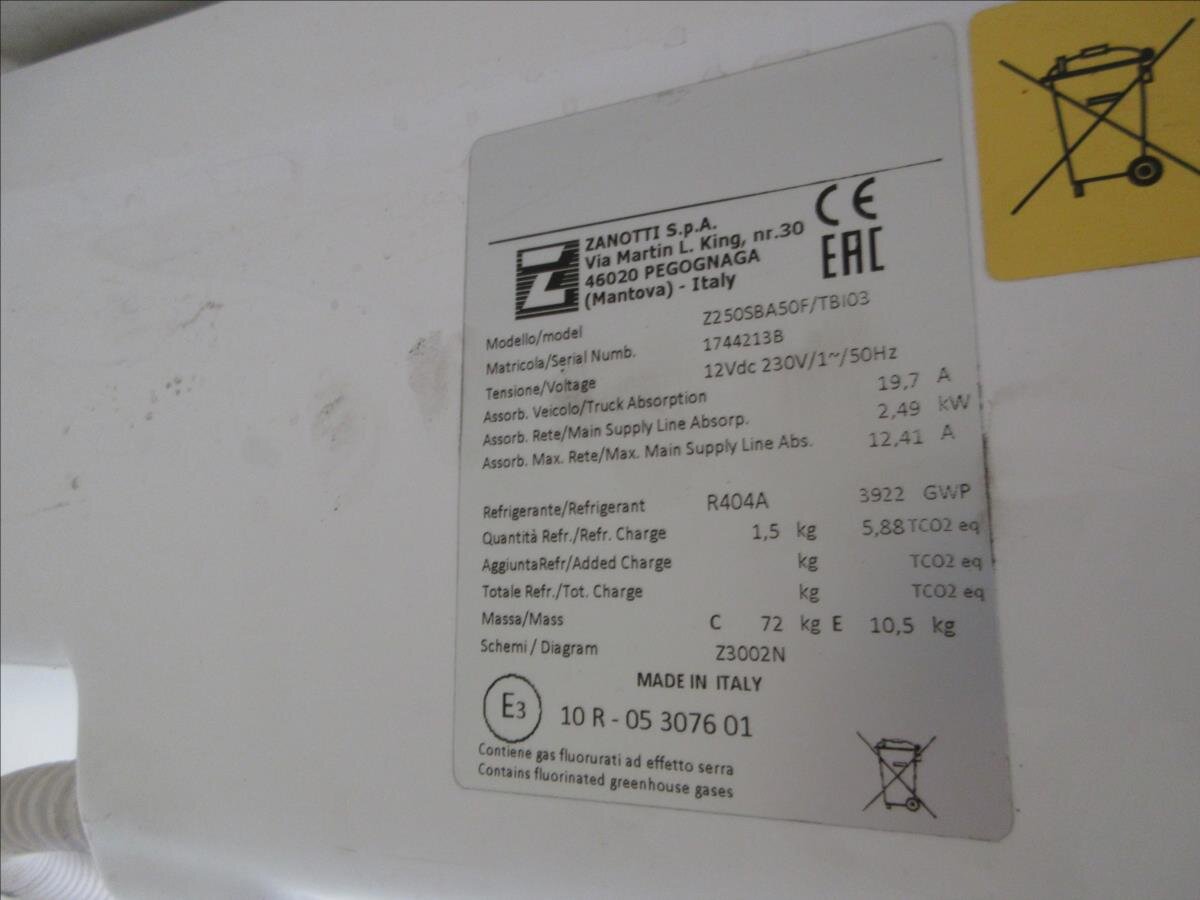 ZANOTTI S.p.A.
Via Martin L. King, nr.30
46020 PEGOGNAGA
(Mantova) - Italy
CE
EAC
Modello/model Z250SBA50F/TBI03
Matricola/Serial Numb. 1744213B
Tensione/Voltage 12Vdc 230V/1~/50Hz
Assorb. Veicolo/Truck Absorption 19,7 A
Assorb. Rete/Main Supply Line Absorp. 2,49 kW
Assorb. Max. Rete/Max. Main Supply Line Abs. 12,41 A
Refrigerante/Refrigerant R404A 3922 GWP
Quantità Refr./Refr. Charge 1,5 kg 5,88 TCO2 eq
AggiuntaRefr/Added Charge kg TCO2 eq
Totale Refr./Tot. Charge kg TCO2 eq
Massa/Mass C 72 kg E 10,5 kg
Schemi / Diagram Z3002N
MADE IN ITALY
E3 10 R - 05 3076 01
Contiene gas fluorurati ad effetto serra
Contains fluorinated greenhouse gases